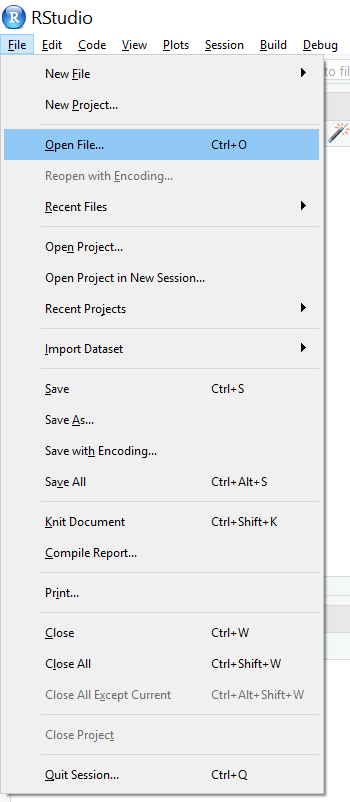 RStudio
File Edit Code View Plots Session Build Debug
New File
New Project...
Open File... Ctrl+O
Reopen with Encoding...
Recent Files
Open Project...
Open Project in New Session...
Recent Projects
Import Dataset
Save Ctrl+S
Save As...
Save with Encoding...
Save All Ctrl+Alt+S
Knit Document Ctrl+Shift+K
Compile Report...
Print...
Close Ctrl+W
Close All Ctrl+Shift+W
Close All Except Current Ctrl+Alt+Shift+W
Close Project
Quit Session... Ctrl+Q